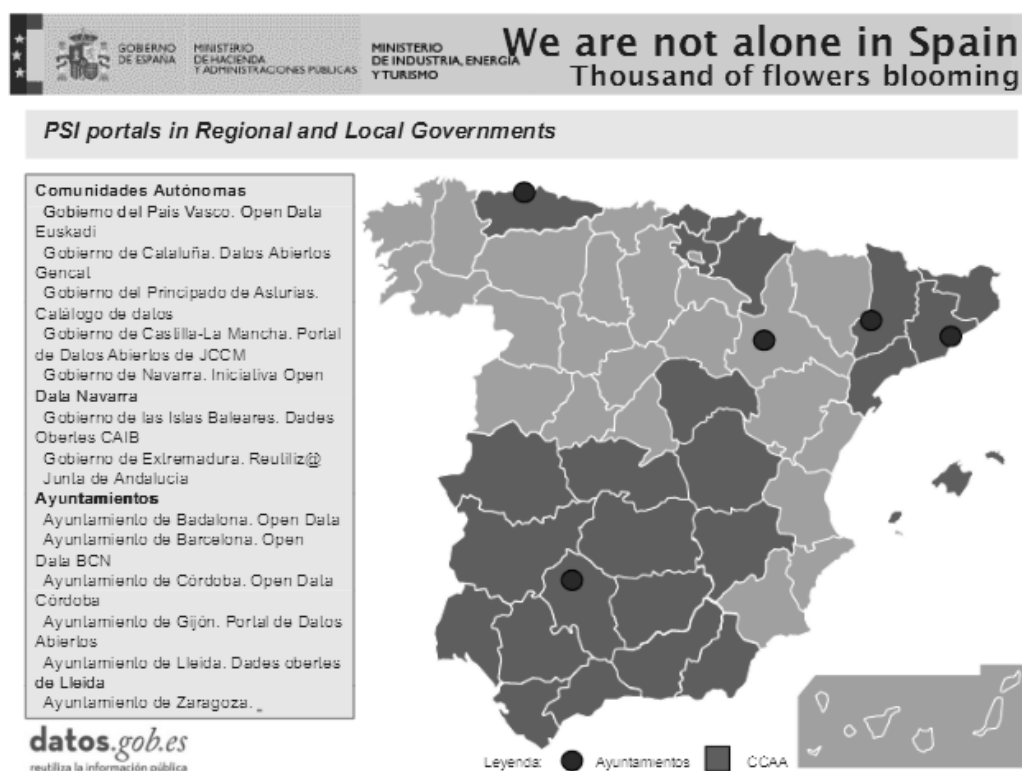 GOBIERNO
DE ESPAÑA
MINISTERIO
DE HACIENDA
Y ADMINISTRACIONES PÚBLICAS
MINISTERIO
DE INDUSTRIA, ENERGÍA
Y TURISMO
We are not alone in Spain
Thousand of flowers blooming
PSI portals in Regional and Local Governments
Comunidades Autónomas
Gobierno del País Vasco. Open Data
Euskadi
Gobierno de Cataluña. Datos Abiertos
Gencat
Gobierno del Principado de Asturias.
Catálogo de datos
Gobierno de Castilla-La Mancha. Portal
de Datos Abiertos de JCCM
Gobierno de Navarra. Iniciativa Open
Data Navarra
Gobierno de las Islas Baleares. Dades
Obertes CAIB
Gobierno de Extremadura. Reutiliz@
Junta de Andalucía
Ayuntamientos
Ayuntamiento de Badalona. Open Data
Ayuntamiento de Barcelona. Open
Data BCN
Ayuntamiento de Córdoba. Open Data
Córdoba
Ayuntamiento de Gijón. Portal de Datos
Abiertos
Ayuntamiento de Lleida. Dades obertes
de Lleida
Ayuntamiento de Zaragoza. _
datos.gob.es
reutiliza la información pública
Leyenda: Ayuntamientos CCAA